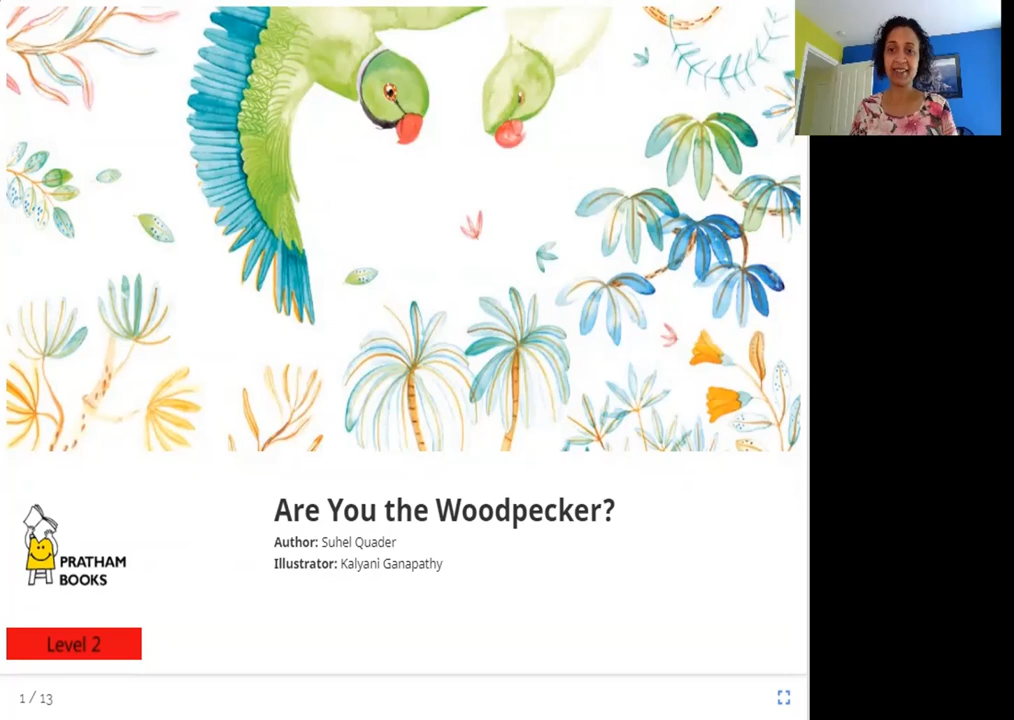 Are You the Woodpecker?
Author: Suhel Quader
Illustrator: Kalyani Ganapathy
PRATHAM
BOOKS
Level 2
1 / 13